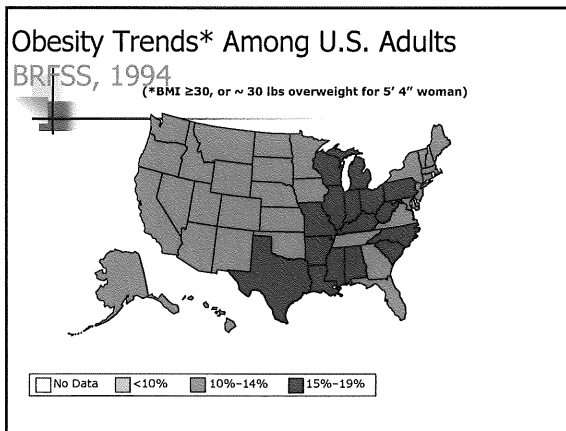 Obesity Trends* Among U.S. Adults
BRFSS, 1994
(*BMI ≥30, or ~ 30 lbs overweight for 5’ 4” woman)
No Data <10% 10%–14% 15%–19%